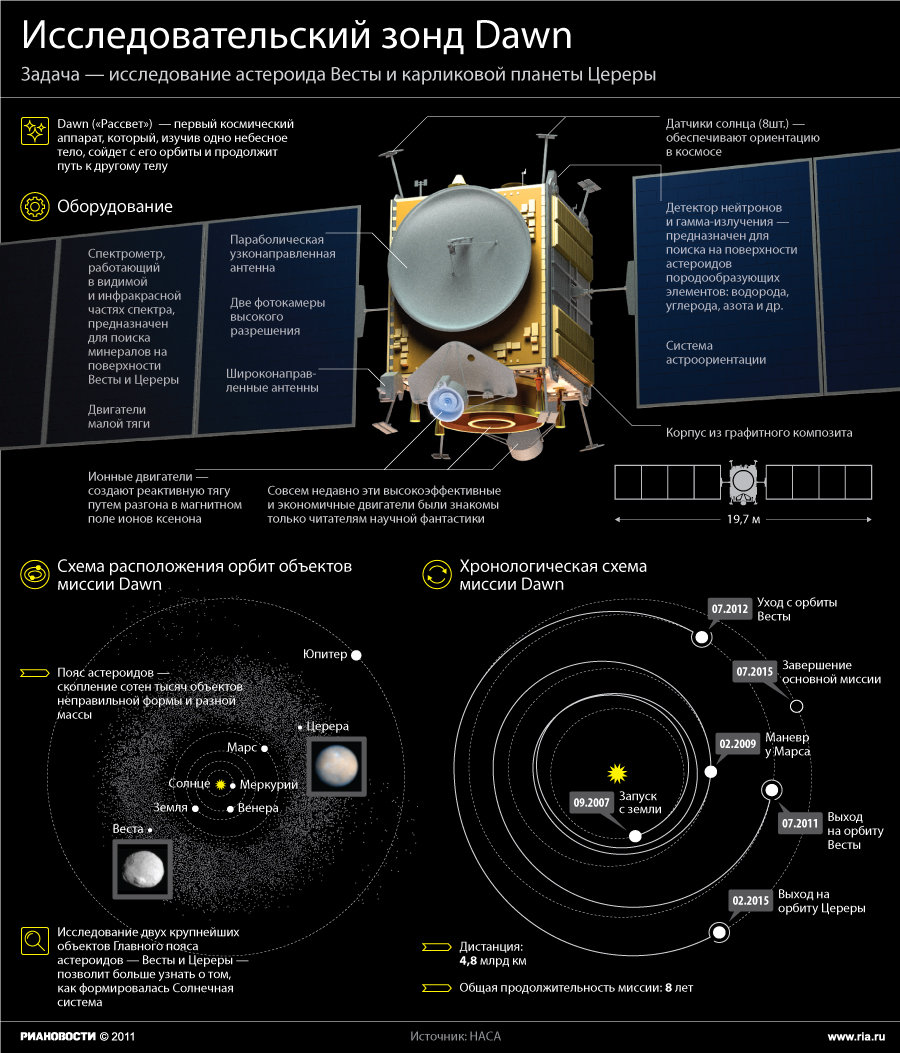 Исследовательский зонд Dawn
Задача — исследование астероида Весты и карликовой планеты Цереры
Dawn («Рассвет») — первый космический
аппарат, который, изучив одно небесное
тело, сойдет с его орбиты и продолжит
путь к другому телу
Датчики солнца (8шт.) —
обеспечивают ориентацию
в космосе
Оборудование
Спектрометр,
работающий
в видимой
и инфракрасной
частях спектра,
предназначен
для поиска
минералов на
поверхности
Весты и Цереры
Двигатели
малой тяги
Параболическая
узконаправленная
антенна
Две фотокамеры
высокого
разрешения
Широконаправ-
ленные антенны
Детектор нейтронов
и гамма-излучения —
предназначен для
поиска на поверхности
астероидов
породообразующих
элементов: водорода,
углерода, азота и др.
Система
астроориентации
Корпус из графитного композита
Ионные двигатели —
создают реактивную тягу
путем разгона в магнитном
поле ионов ксенона
Совсем недавно эти высокоэффективные
и экономичные двигатели были знакомы
только читателям научной фантастики
19,7 м
Схема расположения орбит объектов
миссии Dawn
Юпитер
Пояс астероидов —
скопление сотен тысяч объектов
неправильной формы и разной
массы
Церера
Марс
Солнце
Меркурий
Земля
Венера
Веста
Исследование двух крупнейших
объектов Главного пояса
астероидов — Весты и Цереры —
позволит больше узнать о том,
как формировалась Солнечная
система
Хронологическая схема
миссии Dawn
07.2012
Уход с орбиты
Весты
07.2015
Завершение
основной миссии
02.2009
Маневр
у Марса
09.2007
Запуск
с земли
07.2011
Выход
на орбиту
Весты
02.2015
Выход на
орбиту Цереры
Дистанция:
4,8 млрд км
Общая продолжительность миссии: 8 лет
РИАНОВОСТИ © 2011
Источник: НАСА
www.ria.ru